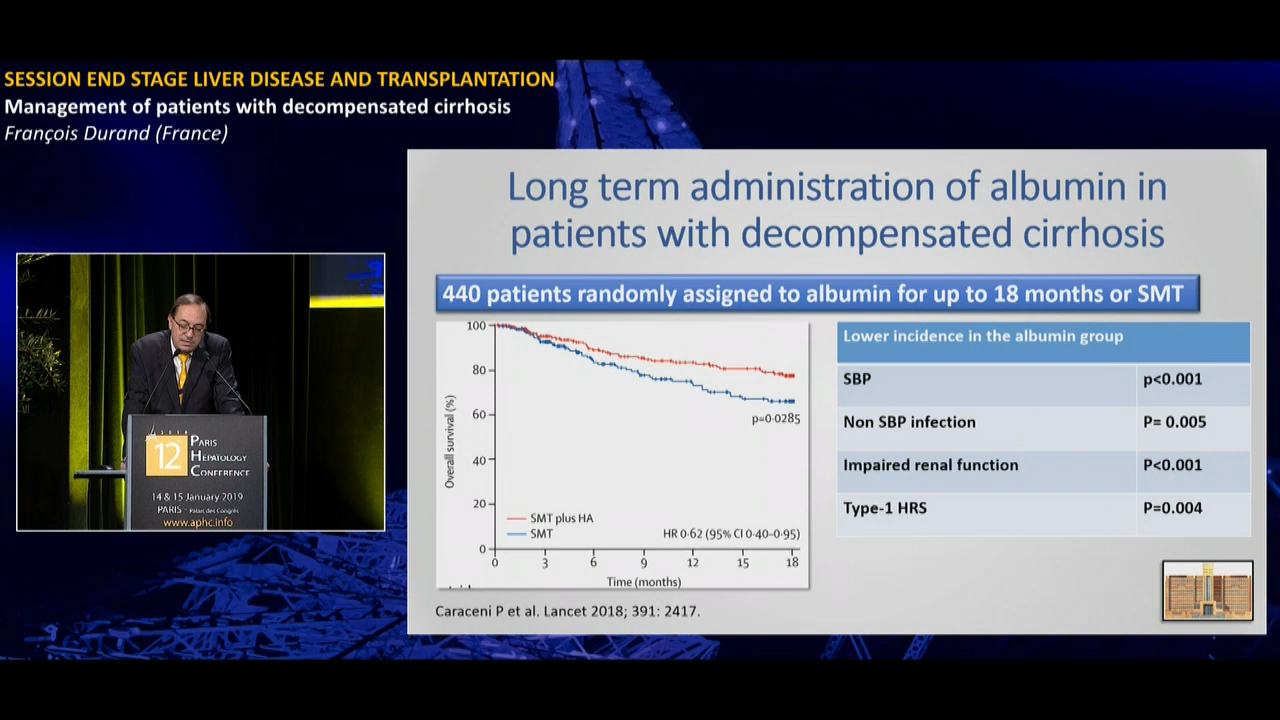 SESSION END STAGE LIVER DISEASE AND TRANSPLANTATION
Management of patients with decompensated cirrhosis
François Durand (France)
Long term administration of albumin in
patients with decompensated cirrhosis
440 patients randomly assigned to albumin for up to 18 months or SMT
100
80
60
40
20
0
Overall survival (%)
p=0·0285
SMT plus HA
SMT
HR 0·62 (95% CI 0·40–0·95)
0 3 6 9 12 15 18
Time (months)
Lower incidence in the albumin group
SBP p<0.001
Non SBP infection P= 0.005
Impaired renal function P<0.001
Type-1 HRS P=0.004
Caraceni P et al. Lancet 2018; 391: 2417.
2019
12
PARIS
HEPATOLOGY
CONFERENCE
14 & 15 January 2019
PARIS - Palais des Congrès
www.aphc.info